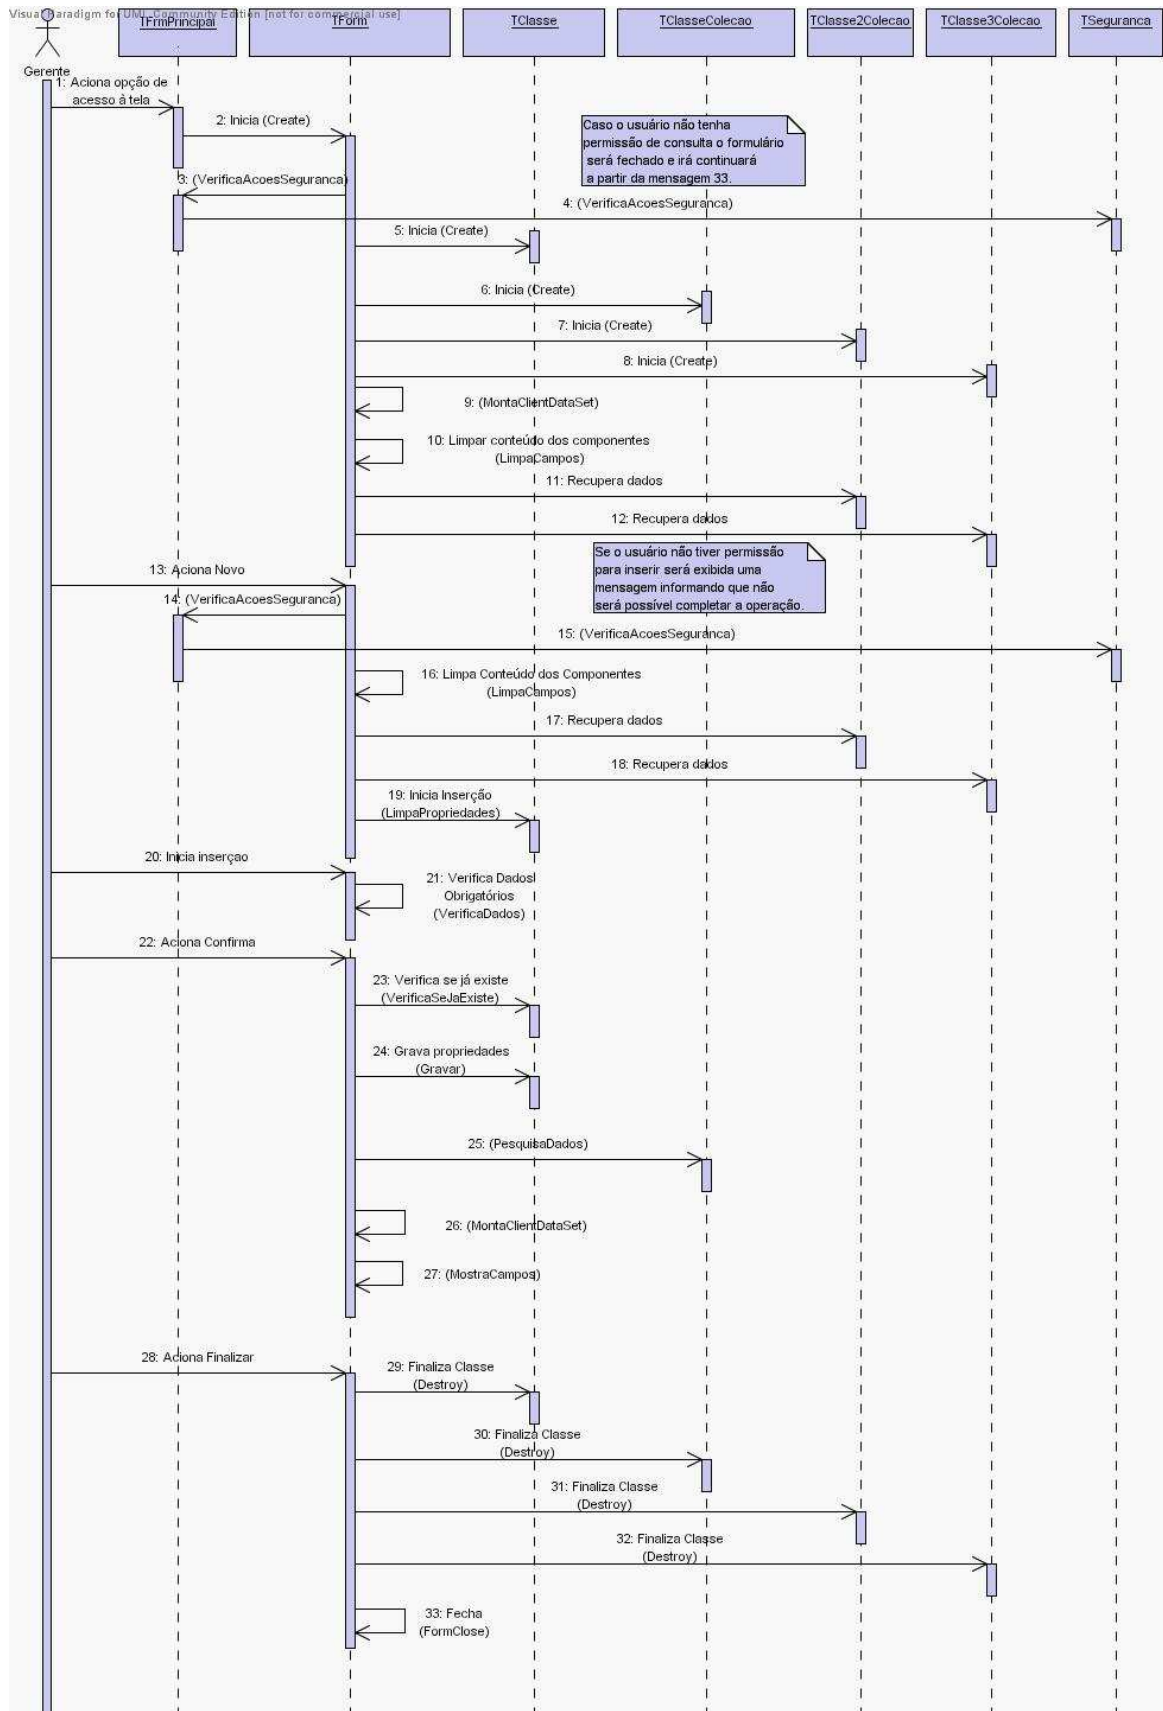 Visual Paradigm for UML Community Edition [not for commercial use]
TFrmPrincipal
TForm
TClasse
TClasseColecao
TClasse2Colecao
TClasse3Colecao
TSeguranca
Gerente
1: Aciona opção de
acesso à tela
2: Inicia (Create)
Caso o usuário não tenha
permissão de consulta o formulário
será fechado e irá continuará
a partir da mensagem 33.
3: (VerificaAcoesSeguranca)
4: (VerificaAcoesSeguranca)
5: Inicia (Create)
6: Inicia (Create)
7: Inicia (Create)
8: Inicia (Create)
9: (MontaClientDataSet)
10: Limpar conteúdo dos componentes
(LimpaCampos)
11: Recupera dados
12: Recupera dados
Se o usuário não tiver permissão
para inserir será exibida uma
mensagem informando que não
será possível completar a operação.
13: Aciona Novo
14: (VerificaAcoesSeguranca)
15: (VerificaAcoesSeguranca)
16: Limpa Conteúdo dos Componentes
(LimpaCampos)
17: Recupera dados
18: Recupera dados
19: Inicia Inserção
(LimpaPropriedades)
20: Inicia inserçao
21: Verifica Dados
Obrigatórios
(VerificaDados)
22: Aciona Confirma
23: Verifica se já existe
(VerificaSeJaExiste)
24: Grava propriedades
(Gravar)
25: (PesquisaDados)
26: (MontaClientDataSet)
27: (MostraCampos)
28: Aciona Finalizar
29: Finaliza Classe
(Destroy)
30: Finaliza Classe
(Destroy)
31: Finaliza Classe
(Destroy)
32: Finaliza Classe
(Destroy)
33: Fecha
(FormClose)